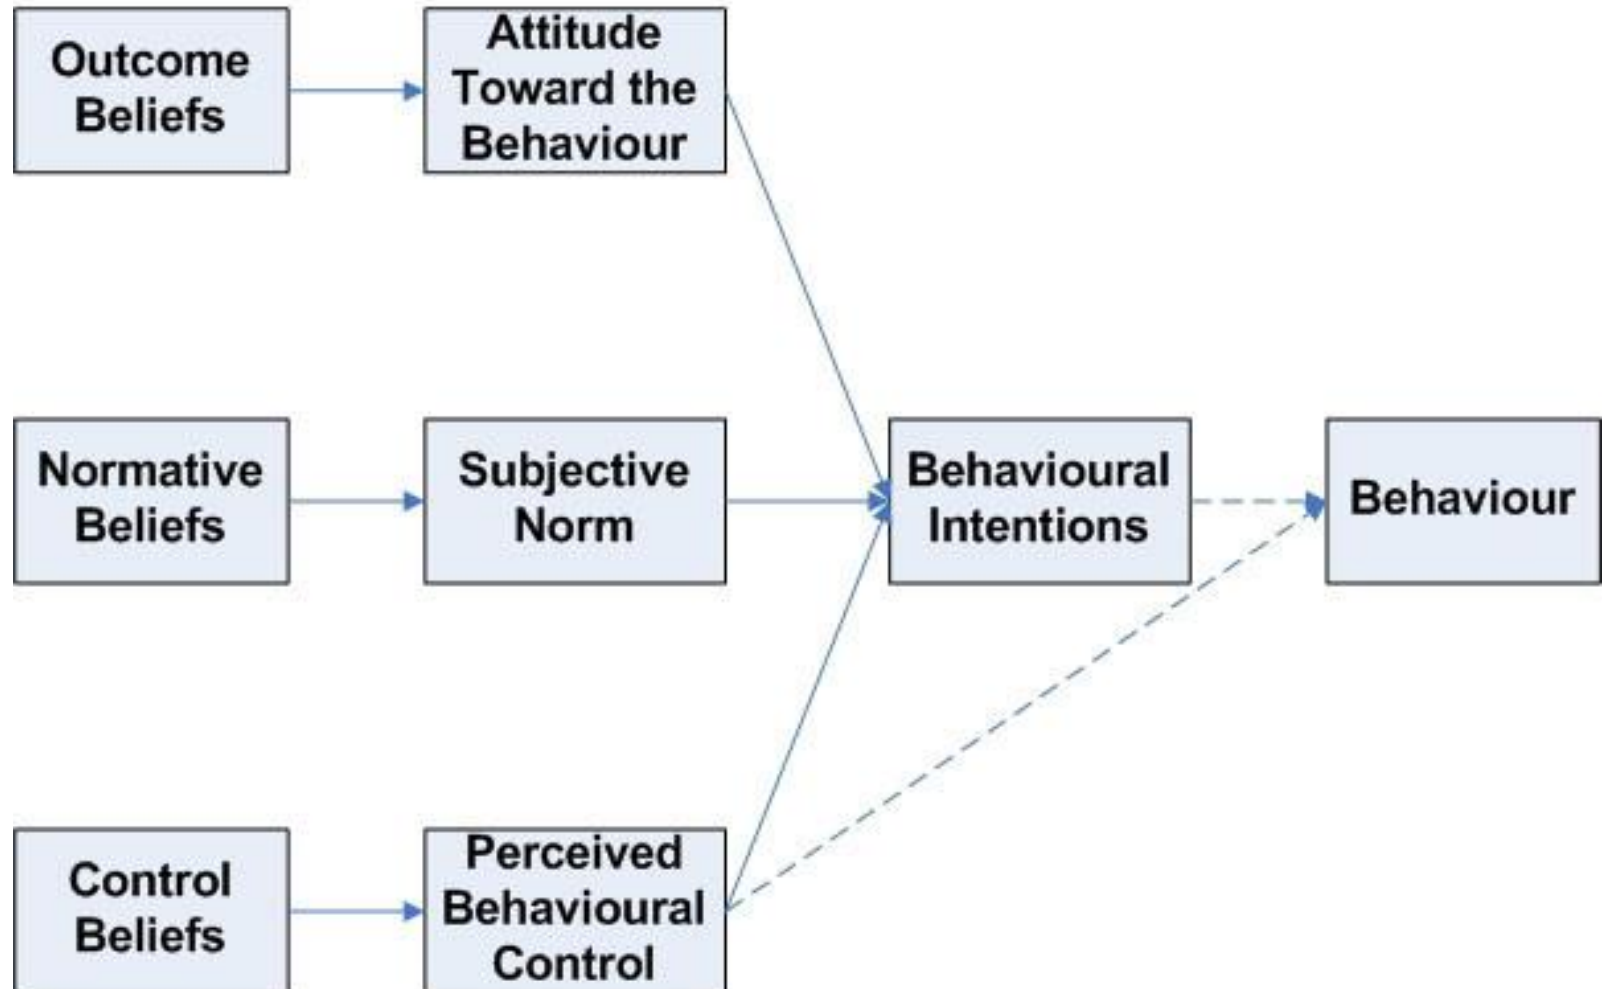 Outcome
Beliefs
Attitude
Toward the
Behaviour
Normative
Beliefs
Subjective
Norm
Behavioural
Intentions
Behaviour
Control
Beliefs
Perceived
Behavioural
Control